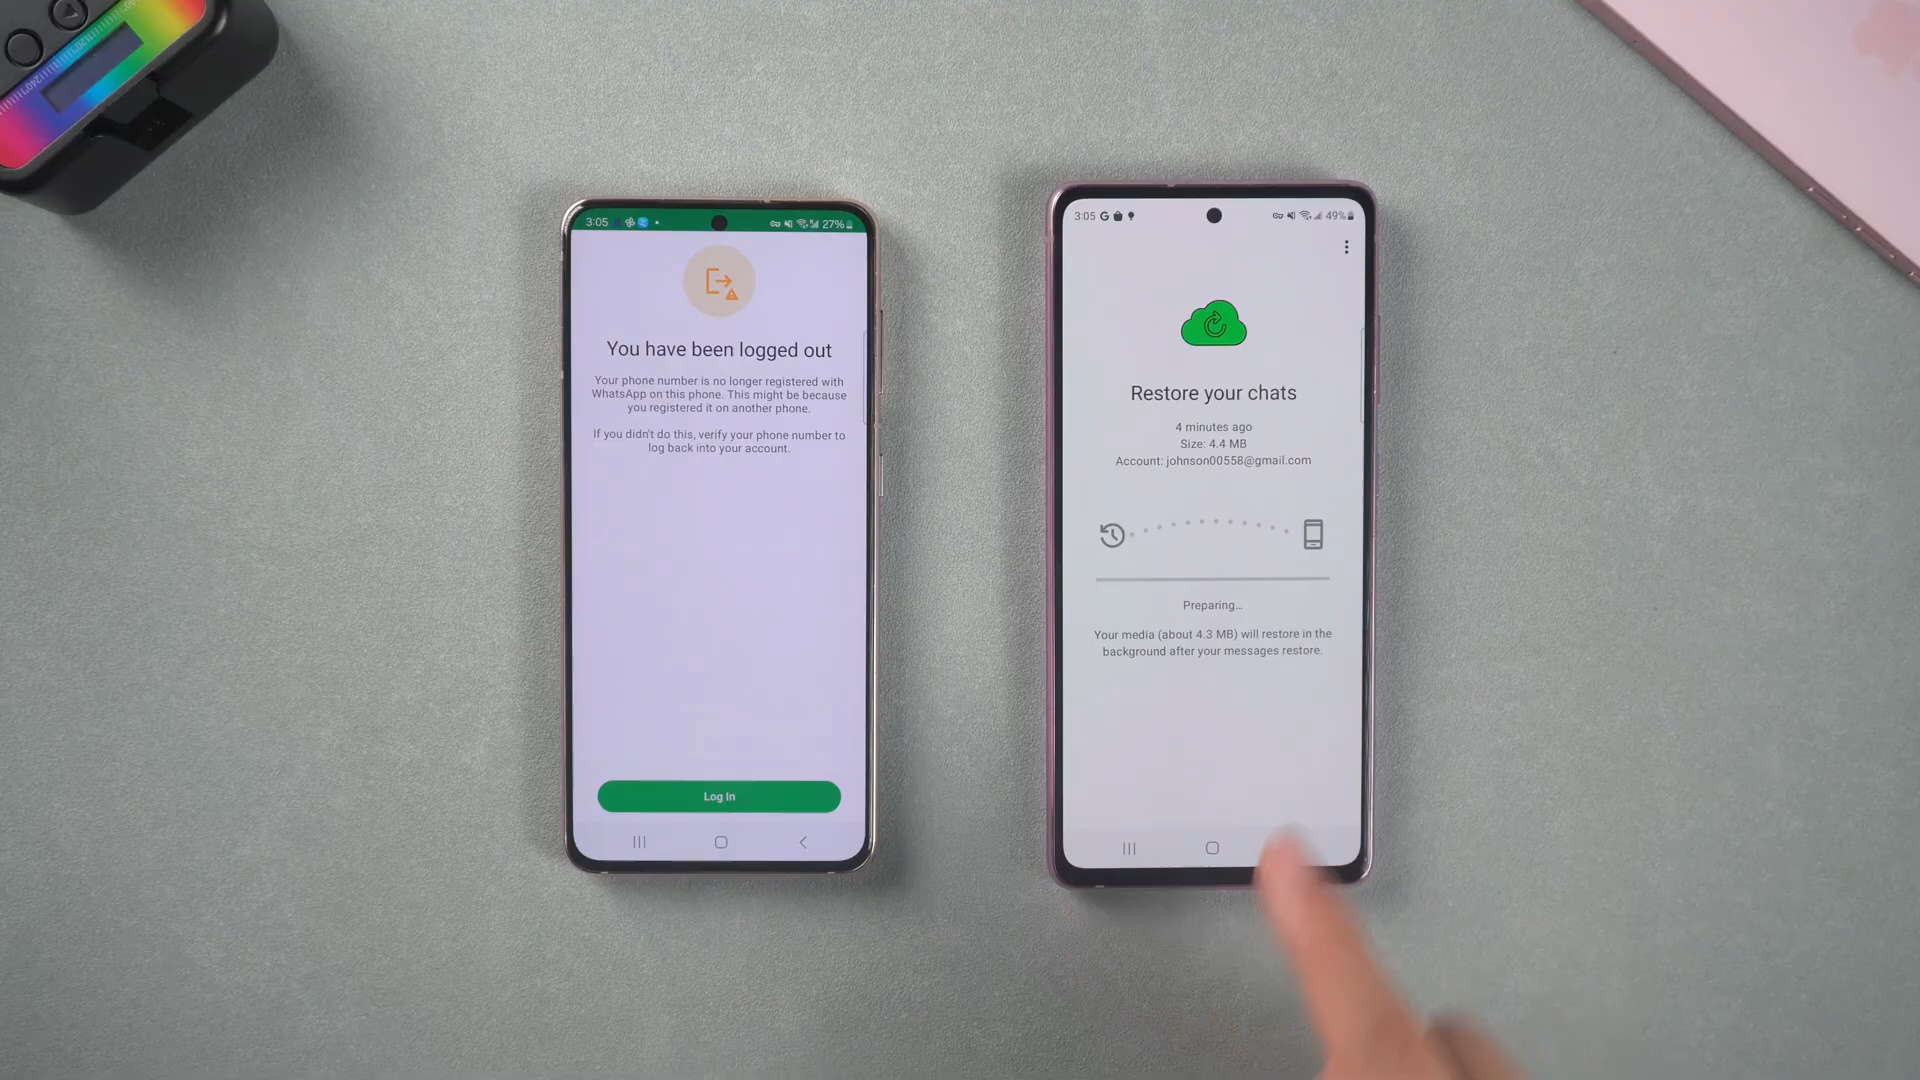 3:05
27%
You have been logged out
Your phone number is no longer registered with
WhatsApp on this phone. This might be because
you registered it on another phone.
If you didn't do this, verify your phone number to
log back into your account.
Log In
3:05 G
49%
Restore your chats
4 minutes ago
Size: 4.4 MB
Account: johnson00558@gmail.com
Preparing...
Your media (about 4.3 MB) will restore in the
background after your messages restore.